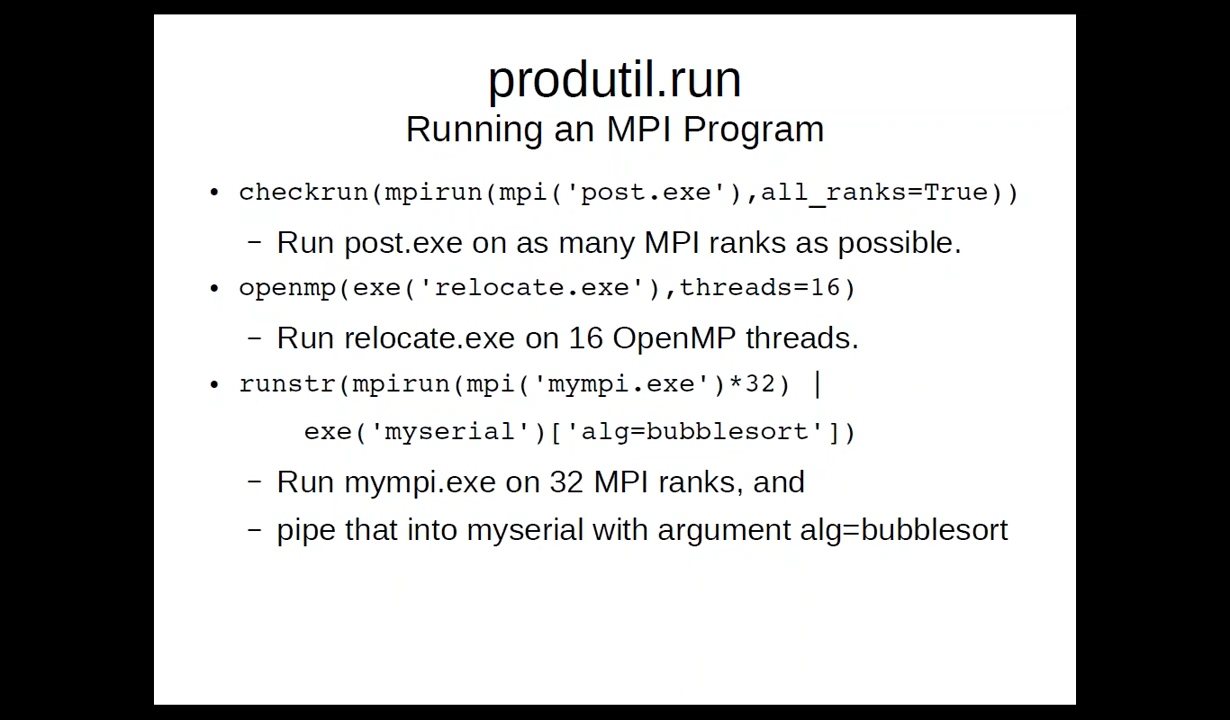 produtil.run
Running an MPI Program
• checkrun(mpirun(mpi('post.exe'),all_ranks=True))
– Run post.exe on as many MPI ranks as possible.
• openmp(exe('relocate.exe'),threads=16)
– Run relocate.exe on 16 OpenMP threads.
• runstr(mpirun(mpi('mympi.exe')*32) |
exe('myserial')['alg=bubblesort'])
– Run mympi.exe on 32 MPI ranks, and
– pipe that into myserial with argument alg=bubblesort